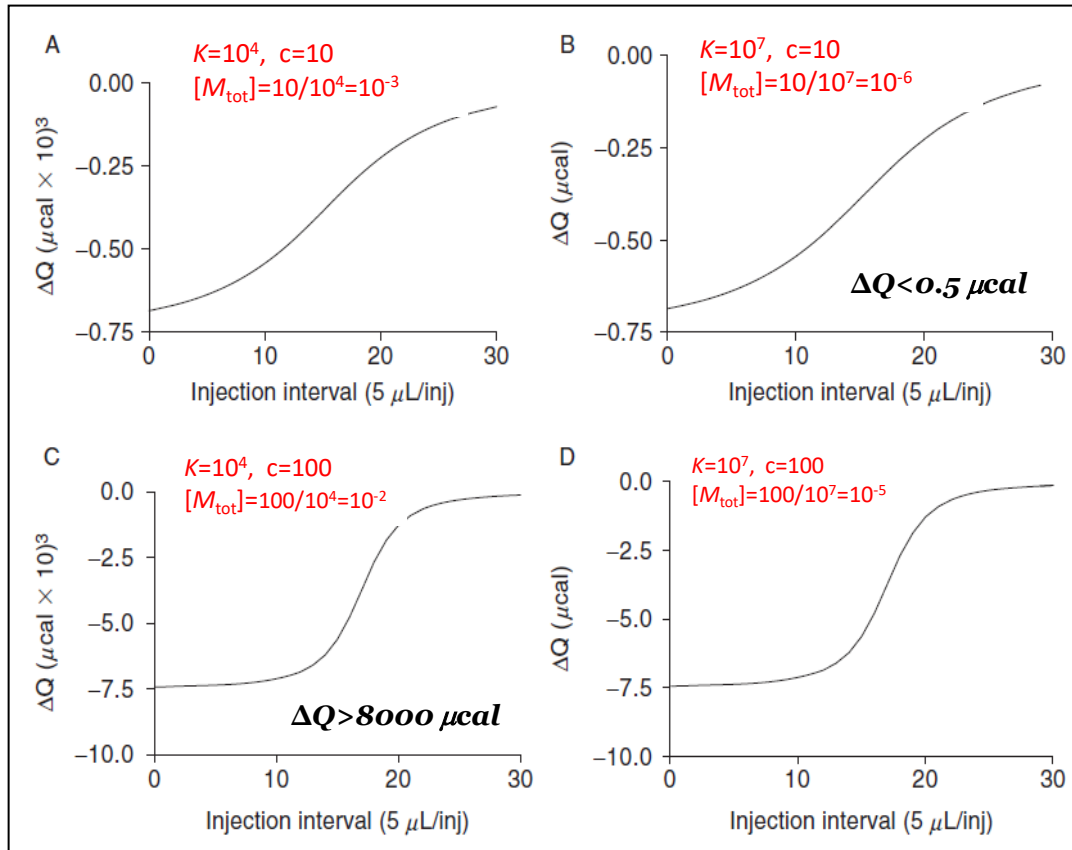 A
K=10⁴, c=10
[Mtot]=10/10⁴=10⁻³
0.00
−0.25
−0.50
−0.75
ΔQ (μcal × 10)³
0
10
20
30
Injection interval (5 μL/inj)
B
K=10⁷, c=10
[Mtot]=10/10⁷=10⁻⁶
0.00
−0.25
−0.50
−0.75
ΔQ (μcal)
ΔQ<0.5 μcal
0
10
20
30
Injection interval (5 μL/inj)
C
K=10⁴, c=100
[Mtot]=100/10⁴=10⁻²
0.0
−2.5
−5.0
−7.5
−10.0
ΔQ (μcal × 10)³
ΔQ>8000 μcal
0
10
20
30
Injection interval (5 μL/inj)
D
K=10⁷, c=100
[Mtot]=100/10⁷=10⁻⁵
0.0
−2.5
−5.0
−7.5
−10.0
ΔQ (μcal)
0
10
20
30
Injection interval (5 μL/inj)